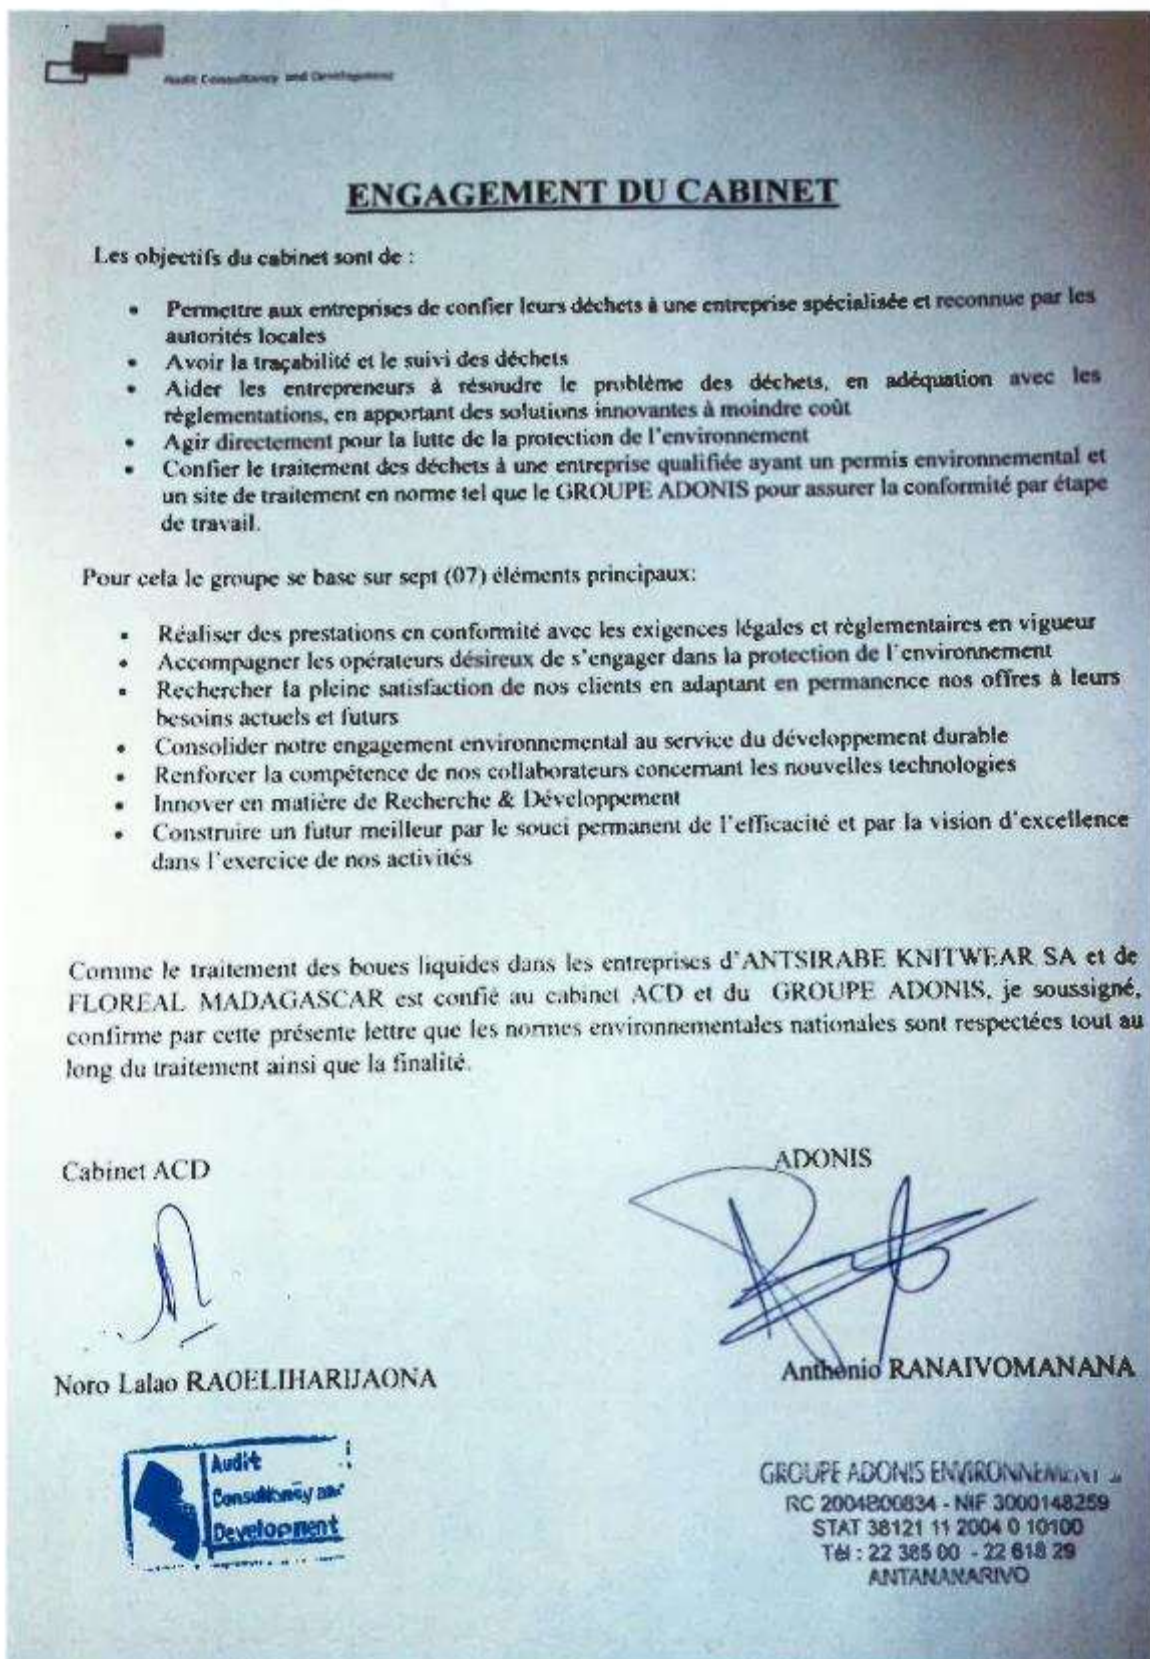 Audit Consultancy and Development
ENGAGEMENT DU CABINET
Les objectifs du cabinet sont de :
• Permettre aux entreprises de confier leurs déchets à une entreprise spécialisée et reconnue par les
autorités locales
• Avoir la traçabilité et le suivi des déchets
• Aider les entrepreneurs à résoudre le problème des déchets, en adéquation avec les
règlementations, en apportant des solutions innovantes à moindre coût
• Agir directement pour la lutte de la protection de l'environnement
• Confier le traitement des déchets à une entreprise qualifiée ayant un permis environnemental et
un site de traitement en norme tel que le GROUPE ADONIS pour assurer la conformité par étape
de travail.
Pour cela le groupe se base sur sept (07) éléments principaux:
• Réaliser des prestations en conformité avec les exigences légales et règlementaires en vigueur
• Accompagner les opérateurs désireux de s'engager dans la protection de l'environnement
• Rechercher la pleine satisfaction de nos clients en adaptant en permanence nos offres à leurs
besoins actuels et futurs
• Consolider notre engagement environnemental au service du développement durable
• Renforcer la compétence de nos collaborateurs concernant les nouvelles technologies
• Innover en matière de Recherche & Développement
• Construire un futur meilleur par le souci permanent de l'efficacité et par la vision d'excellence
dans l'exercice de nos activités
Comme le traitement des boues liquides dans les entreprises d'ANTSIRABE KNITWEAR SA et de
FLOREAL MADAGASCAR est confié au cabinet ACD et du GROUPE ADONIS, je soussigné,
confirme par cette présente lettre que les normes environnementales nationales sont respectées tout au
long du traitement ainsi que la finalité.
Cabinet ACD
ADONIS
Noro Lalao RAOELIHARIJAONA
Anthonio RANAIVOMANANA
Audit
Consultancy and
Development
GROUPE ADONIS ENVIRONNEMENT
RC 2004B00834 - NIF 3000148259
STAT 38121 11 2004 0 10100
Tél : 22 385 00 - 22 618 29
ANTANANARIVO